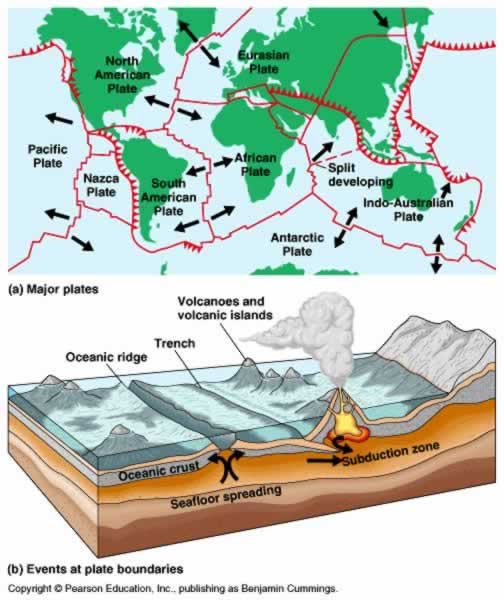 North
American
Plate
Eurasian
Plate
Pacific
Plate
Nazca
Plate
South
American
Plate
African
Plate
Split
developing
Indo-Australian
Plate
Antarctic
Plate
(a) Major plates
Volcanoes and
volcanic islands
Trench
Oceanic ridge
Oceanic crust
Seafloor spreading
Subduction zone
(b) Events at plate boundaries
Copyright © Pearson Education, Inc., publishing as Benjamin Cummings.